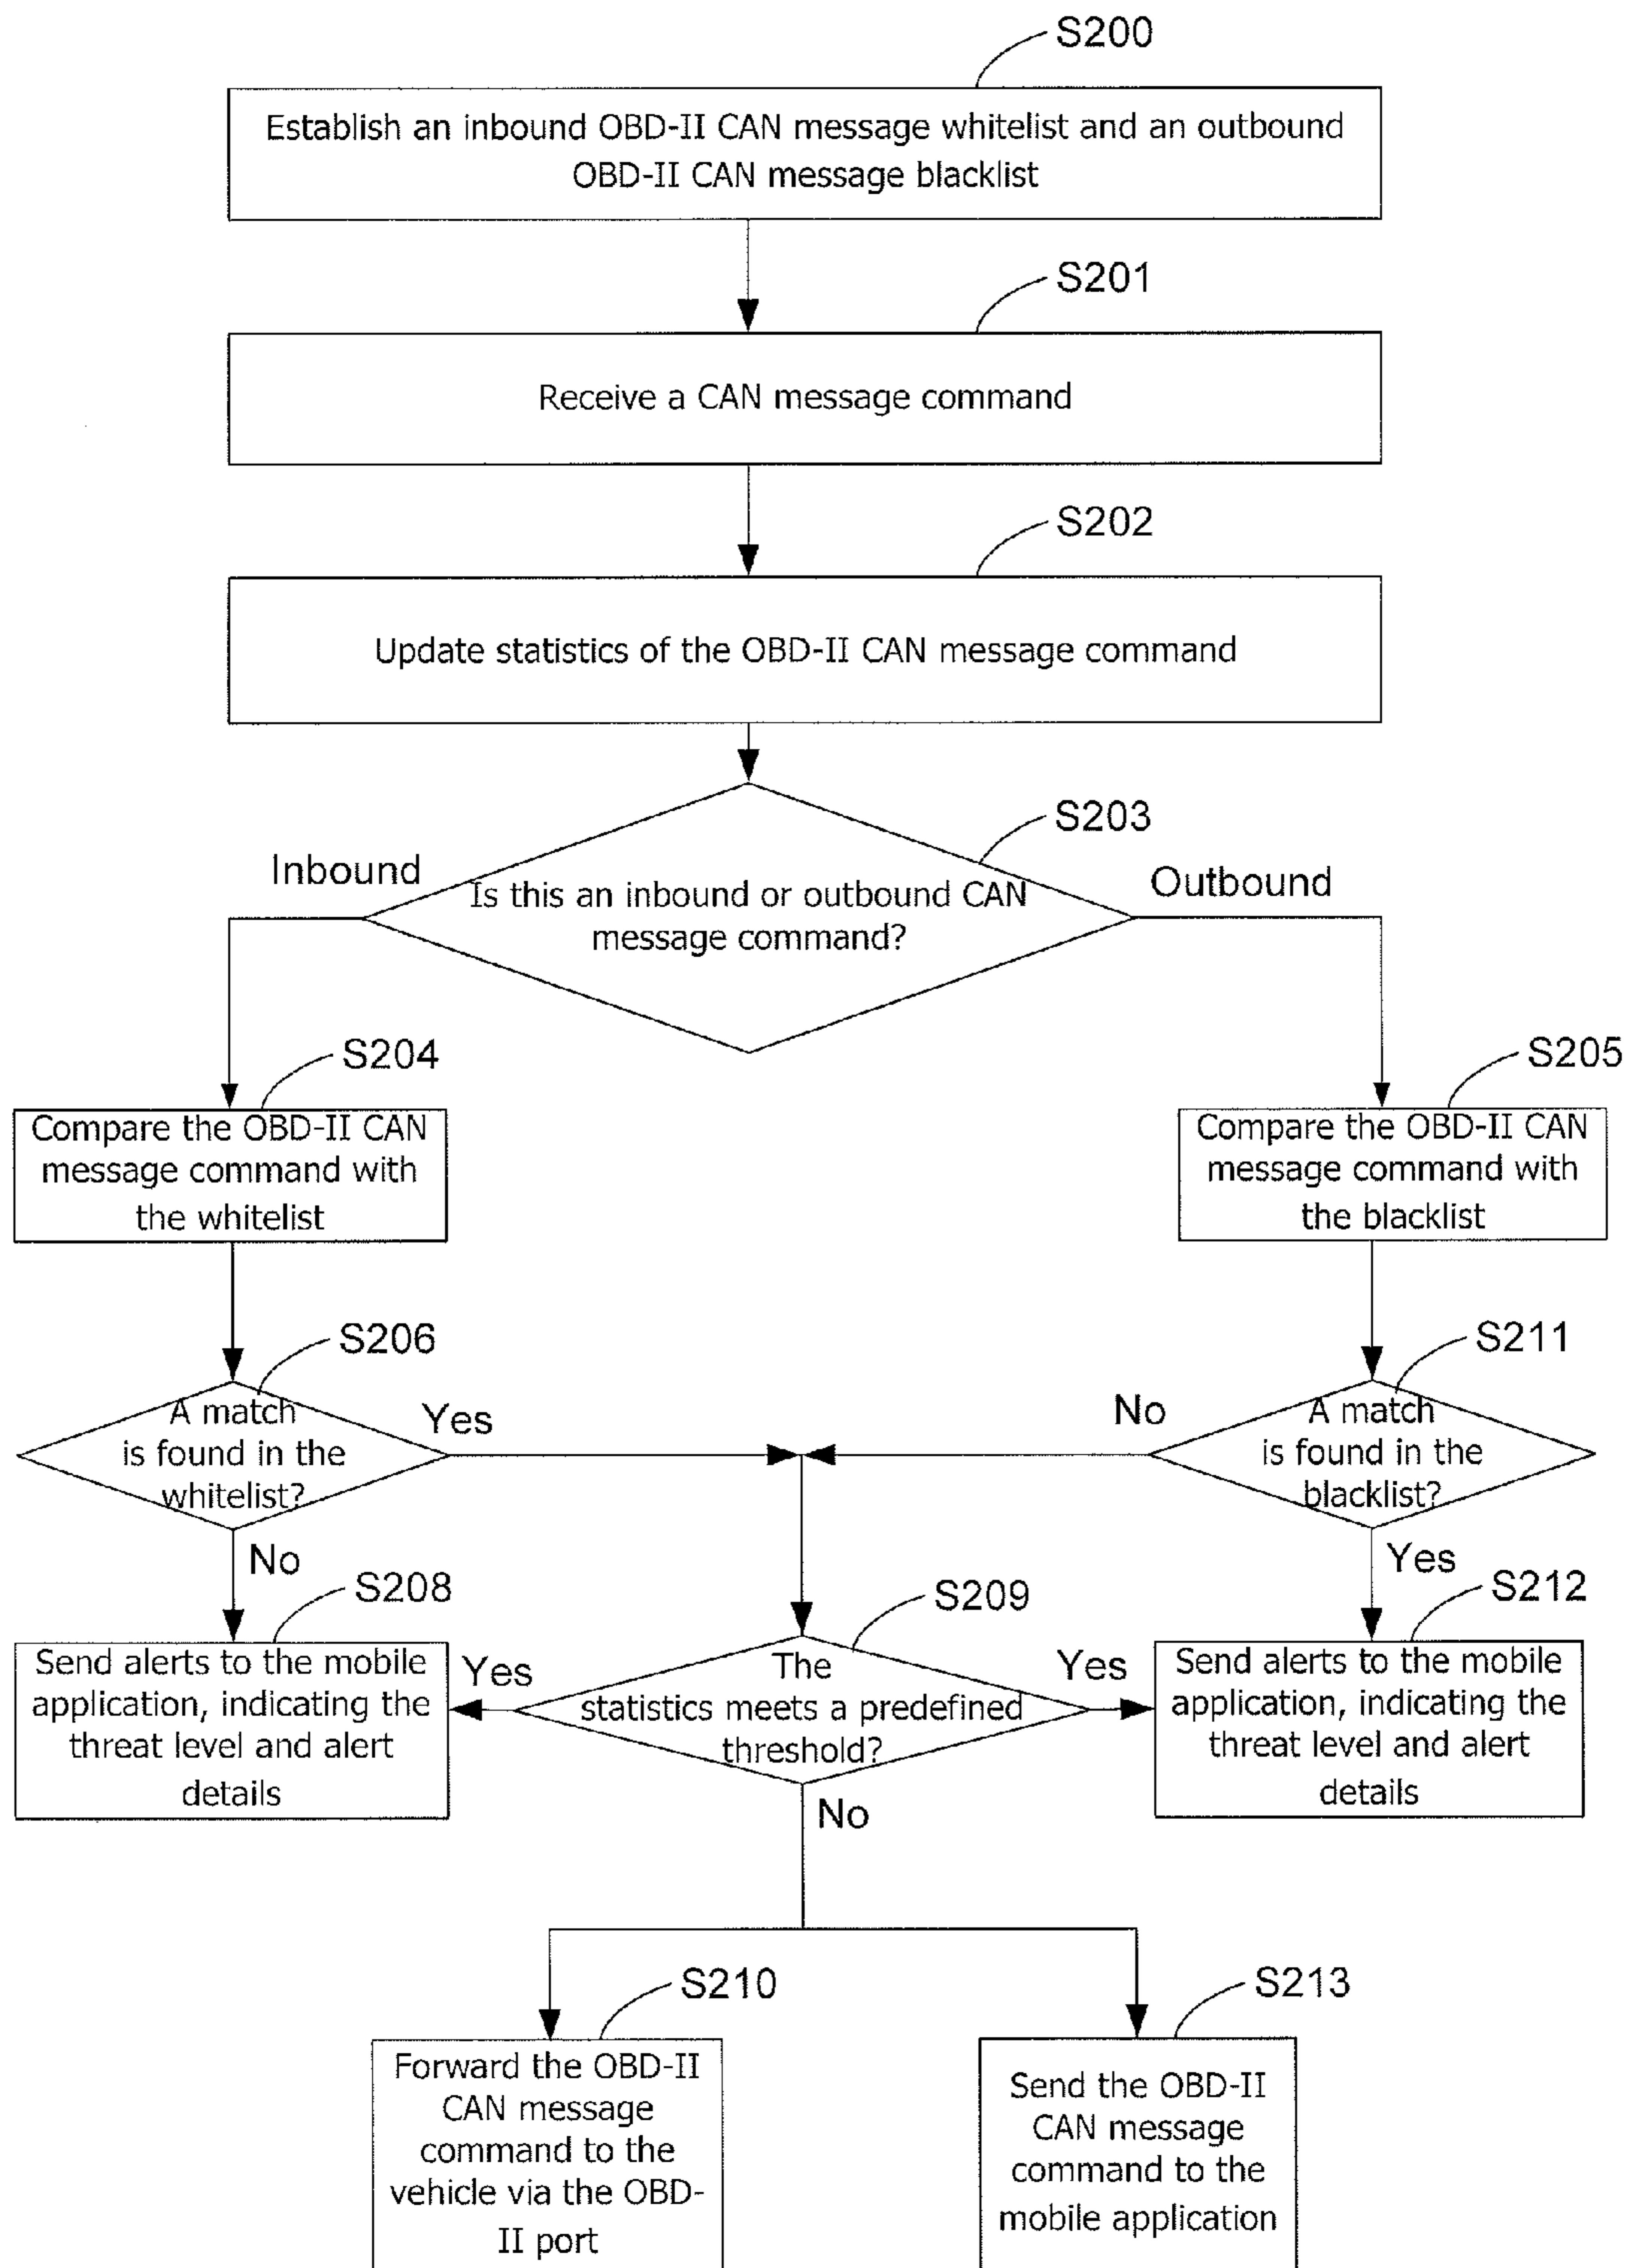 S200
Establish an inbound OBD-II CAN message whitelist and an outbound
OBD-II CAN message blacklist
S201
Receive a CAN message command
S202
Update statistics of the OBD-II CAN message command
S203
Inbound
Outbound
Is this an inbound or outbound CAN
message command?
S204
Compare the OBD-II CAN
message command with
the whitelist
S205
Compare the OBD-II CAN
message command with
the blacklist
S206
A match
is found in the
whitelist?
Yes
No
S211
A match
is found in the
blacklist?
No
Yes
S208
Send alerts to the mobile
application, indicating the
threat level and alert
details
S209
Yes
The
statistics meets a predefined
threshold?
Yes
No
S212
Send alerts to the mobile
application, indicating the
threat level and alert
details
S210
Forward the OBD-II
CAN message
command to the
vehicle via the OBD-
II port
S213
Send the OBD-II
CAN message
command to the
mobile application